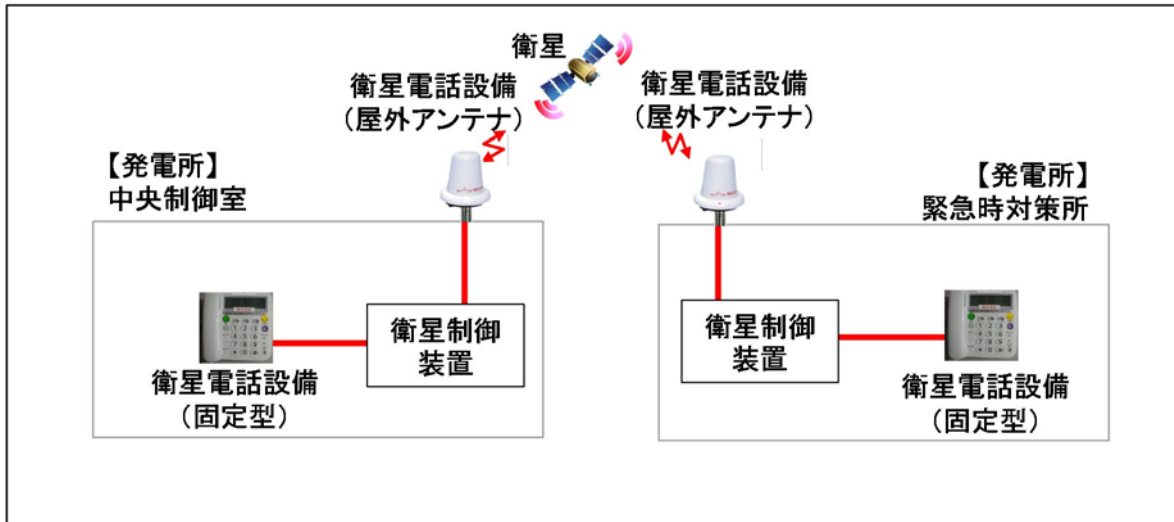 衛星
衛星電話設備
（屋外アンテナ）
衛星電話設備
（屋外アンテナ）
【発電所】
中央制御室
【発電所】
緊急時対策所
衛星制御
装置
衛星電話設備
（固定型）
衛星制御
装置
衛星電話設備
（固定型）